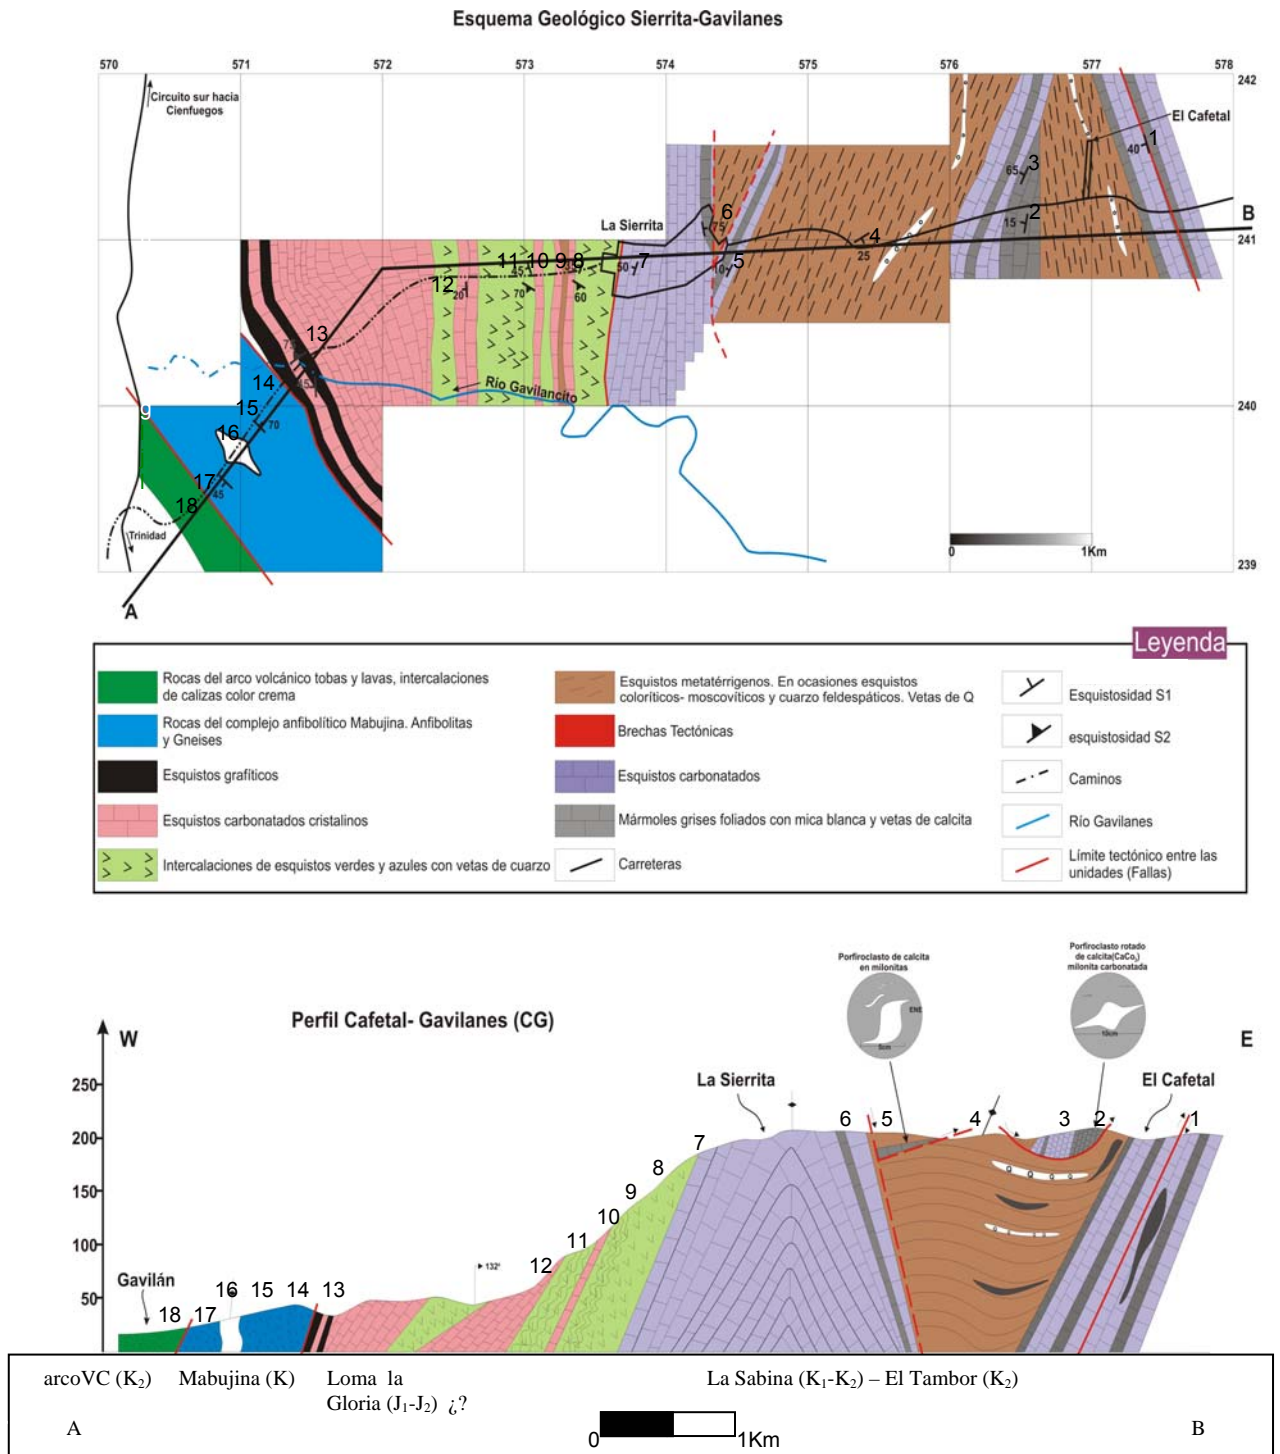 Esquema Geológico Sierrita-Gavilanes
570 571 572 573 574 575 576 577 578
242
Circuito sur hacia
Cienfuegos
El Cafetal
1
40
3
65
2
15
B
241
La Sierrita
6
75
4
25
5
10
7
50
11 10 9 8
45
12
20
70
60
13
75
14
45
Río Gavilancito
240
9
15
70
16
17
45
18
Trinidad
0 1Km
239
A
Leyenda
Rocas del arco volcánico tobas y lavas, intercalaciones
de calizas color crema
Rocas del complejo anfibolítico Mabujina. Anfibolitas
y Gneises
Esquistos grafíticos
Esquistos carbonatados cristalinos
Intercalaciones de esquistos verdes y azules con vetas de cuarzo
Esquistos metatérrigenos. En ocasiones esquistos
coloríticos- moscovíticos y cuarzo feldespáticos. Vetas de Q
Brechas Tectónicas
Esquistos carbonatados
Mármoles grises foliados con mica blanca y vetas de calcita
Carreteras
Esquistosidad S1
esquistosidad S2
Caminos
Río Gavilanes
Límite tectónico entre las
unidades (Fallas)
Porfiroclasto de calcita
en milonitas
ENE
5cm
Porfiroclasto rotado
de calcita(CaCo₃)
milonita carbonatada
10cm
Perfil Cafetal- Gavilanes (CG)
W
E
250
200
150
100
50
La Sierrita
El Cafetal
Gavilán
18 17 16 15 14 13 12 11 10 9 8 7 6 5 4 3 2 1
132°
arcoVC (K₂) Mabujina (K) Loma la
Gloria (J₁-J₂) ¿?
La Sabina (K₁-K₂) – El Tambor (K₂)
A
0 1Km
B